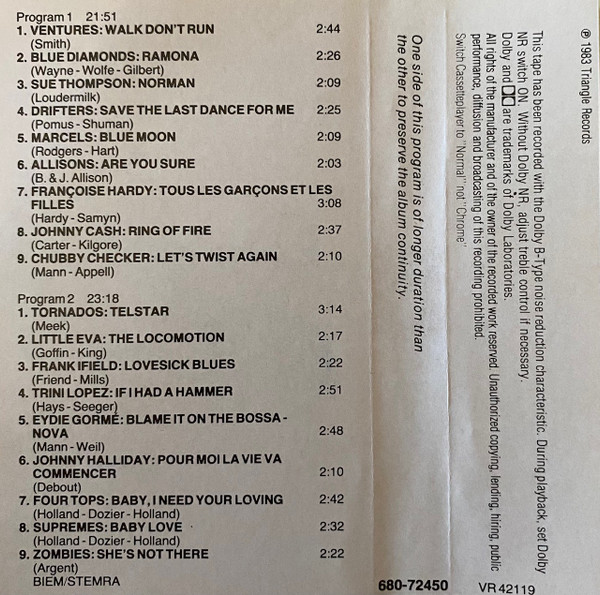 Program 1 21:51
1. VENTURES: WALK DON'T RUN 2:44
(Smith)
2. BLUE DIAMONDS: RAMONA 2:26
(Wayne - Wolfe - Gilbert)
3. SUE THOMPSON: NORMAN 2:09
(Loudermilk)
4. DRIFTERS: SAVE THE LAST DANCE FOR ME 2:25
(Pomus - Shuman)
5. MARCELS: BLUE MOON 2:09
(Rodgers - Hart)
6. ALLISONS: ARE YOU SURE 2:03
(B. & J. Allison)
7. FRANÇOISE HARDY: TOUS LES GARÇONS ET LES
FILLES 3:08
(Hardy - Samyn)
8. JOHNNY CASH: RING OF FIRE 2:37
(Carter - Kilgore)
9. CHUBBY CHECKER: LET'S TWIST AGAIN 2:10
(Mann - Appell)
Program 2 23:18
1. TORNADOS: TELSTAR 3:14
(Meek)
2. LITTLE EVA: THE LOCOMOTION 2:17
(Goffin - King)
3. FRANK IFIELD: LOVESICK BLUES 2:22
(Friend - Mills)
4. TRINI LOPEZ: IF I HAD A HAMMER 2:51
(Hays - Seeger)
5. EYDIE GORMÉ: BLAME IT ON THE BOSSA -
NOVA 2:48
(Mann - Weil)
6. JOHNNY HALLIDAY: POUR MOI LA VIE VA
COMMENCER 2:10
(Debout)
7. FOUR TOPS: BABY, I NEED YOUR LOVING 2:42
(Holland - Dozier - Holland)
8. SUPREMES: BABY LOVE 2:32
(Holland - Dozier - Holland)
9. ZOMBIES: SHE'S NOT THERE 2:22
(Argent)
BIEM/STEMRA
One side of this program is of longer duration than
the other to preserve the album continuity.
680-72450
℗ 1983 Triangle Records
This tape has been recorded with the Dolby B-Type noise reduction characteristic. During playback, set Dolby
NR switch ON. Without Dolby NR, adjust treble control if necessary.
Dolby and are trademarks of Dolby Laboratories.
All rights of the manufacturer and of the owner of the recorded work reserved. Unauthorized copying, lending, hiring, public
performance, diffusion and broadcasting of this recording prohibited.
Switch Cassetteplayer to "Normal" not "Chrome"
VR 42119